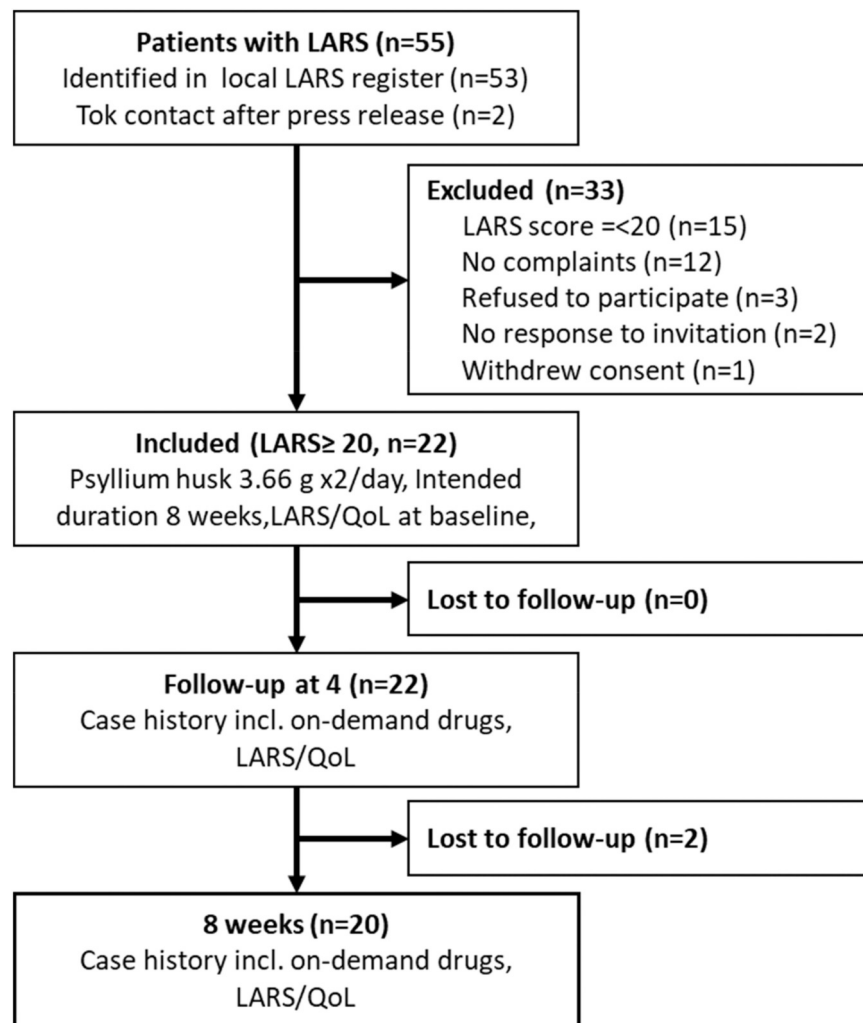 Patients with LARS (n=55)
Identified in local LARS register (n=53)
Tok contact after press release (n=2)
Excluded (n=33)
LARS score =<20 (n=15)
No complaints (n=12)
Refused to participate (n=3)
No response to invitation (n=2)
Withdrew consent (n=1)
Included (LARS≥ 20, n=22)
Psyllium husk 3.66 g x2/day, Intended
duration 8 weeks,LARS/QoL at baseline,
Lost to follow-up (n=0)
Follow-up at 4 (n=22)
Case history incl. on-demand drugs,
LARS/QoL
Lost to follow-up (n=2)
8 weeks (n=20)
Case history incl. on-demand drugs,
LARS/QoL